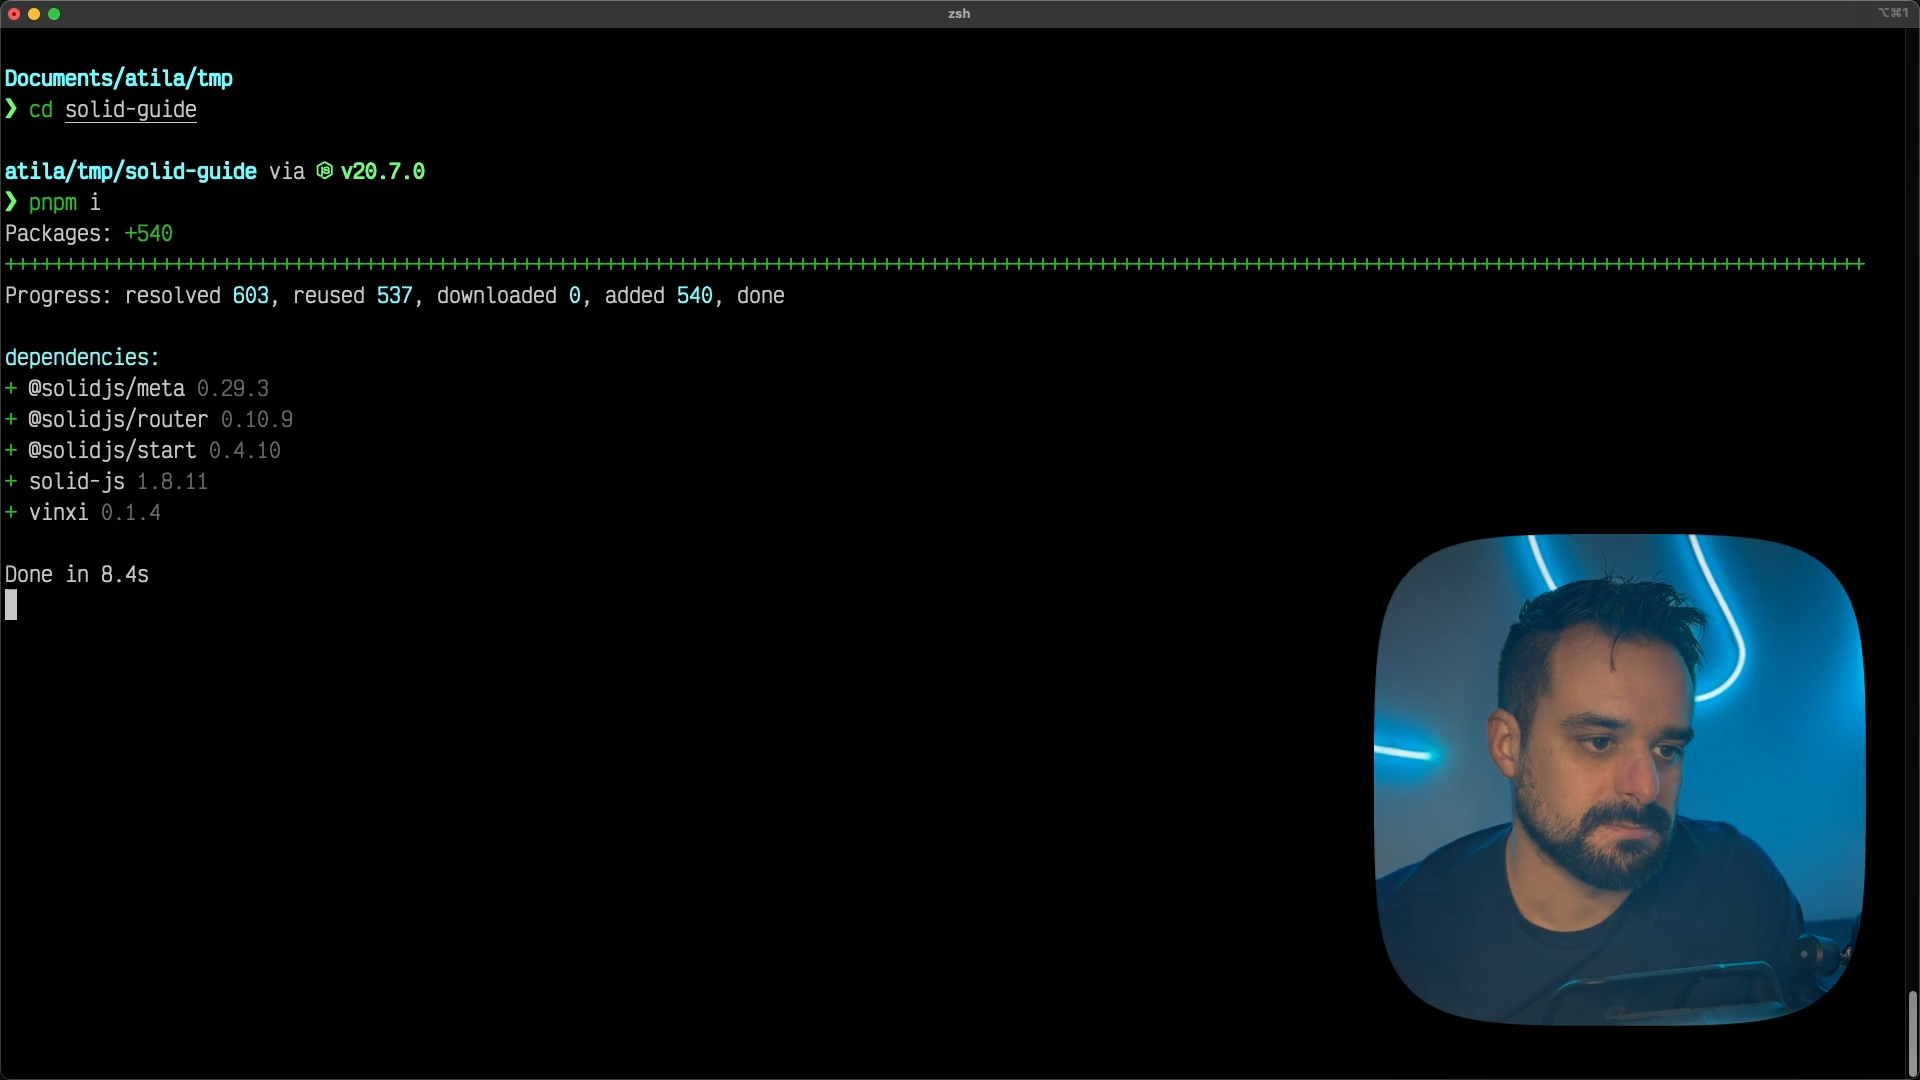 zsh
⌥⌘1
Documents/atila/tmp
❯ cd solid-guide
atila/tmp/solid-guide via v20.7.0
❯ pnpm i
Packages: +540
+++++++++++++++++++++++++++++++++++++++++++++++++++++++++++++++++++++++++++++++++++++++++++++++++++++++++++++++++++++++++++++++++++++++++++++++++++++++++++
Progress: resolved 603, reused 537, downloaded 0, added 540, done
dependencies:
+ @solidjs/meta 0.29.3
+ @solidjs/router 0.10.9
+ @solidjs/start 0.4.10
+ solid-js 1.8.11
+ vinxi 0.1.4
Done in 8.4s